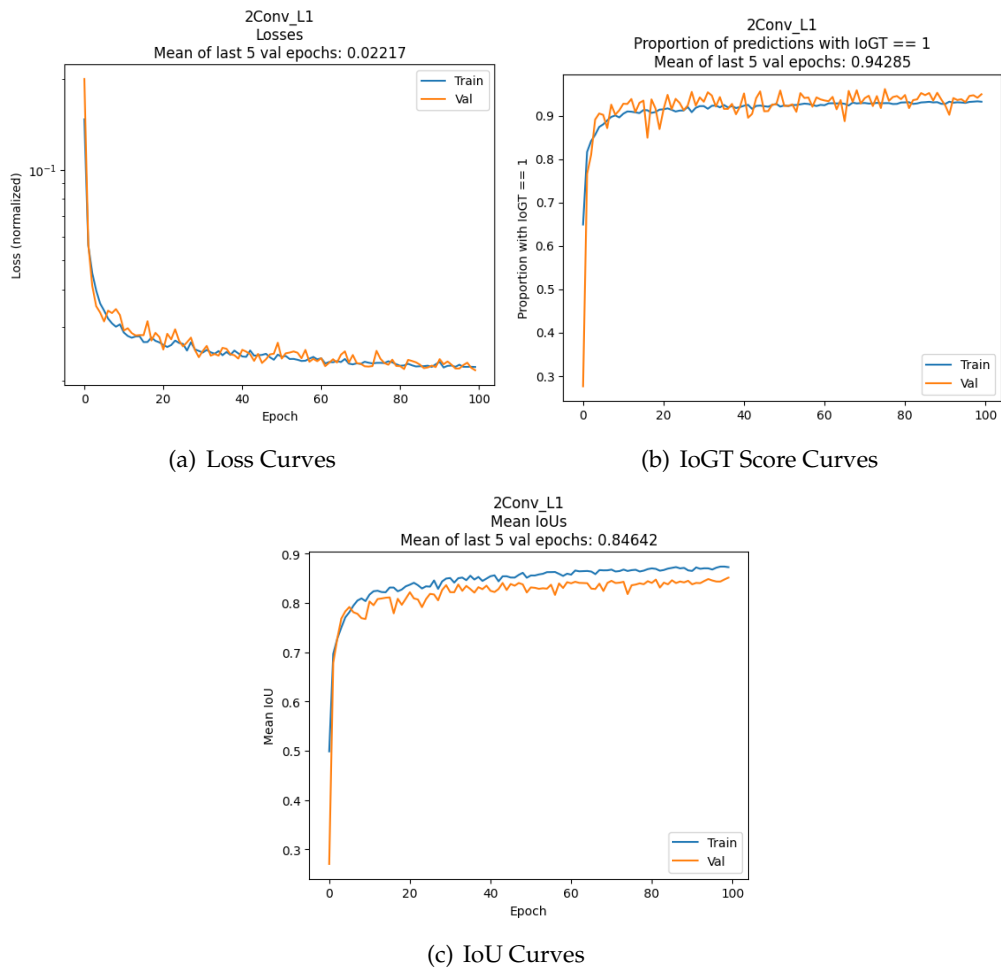 2Conv_L1
Losses
Mean of last 5 val epochs: 0.02217
Train
Val
10⁻¹
Loss (normalized)
0
20
40
60
80
100
Epoch
(a) Loss Curves
2Conv_L1
Proportion of predictions with IoGT == 1
Mean of last 5 val epochs: 0.94285
0.9
0.8
0.7
0.6
0.5
0.4
0.3
Proportion with IoGT == 1
Train
Val
0
20
40
60
80
100
Epoch
(b) IoGT Score Curves
2Conv_L1
Mean IoUs
Mean of last 5 val epochs: 0.84642
0.9
0.8
0.7
0.6
0.5
0.4
0.3
Mean IoU
Train
Val
0
20
40
60
80
100
Epoch
(c) IoU Curves